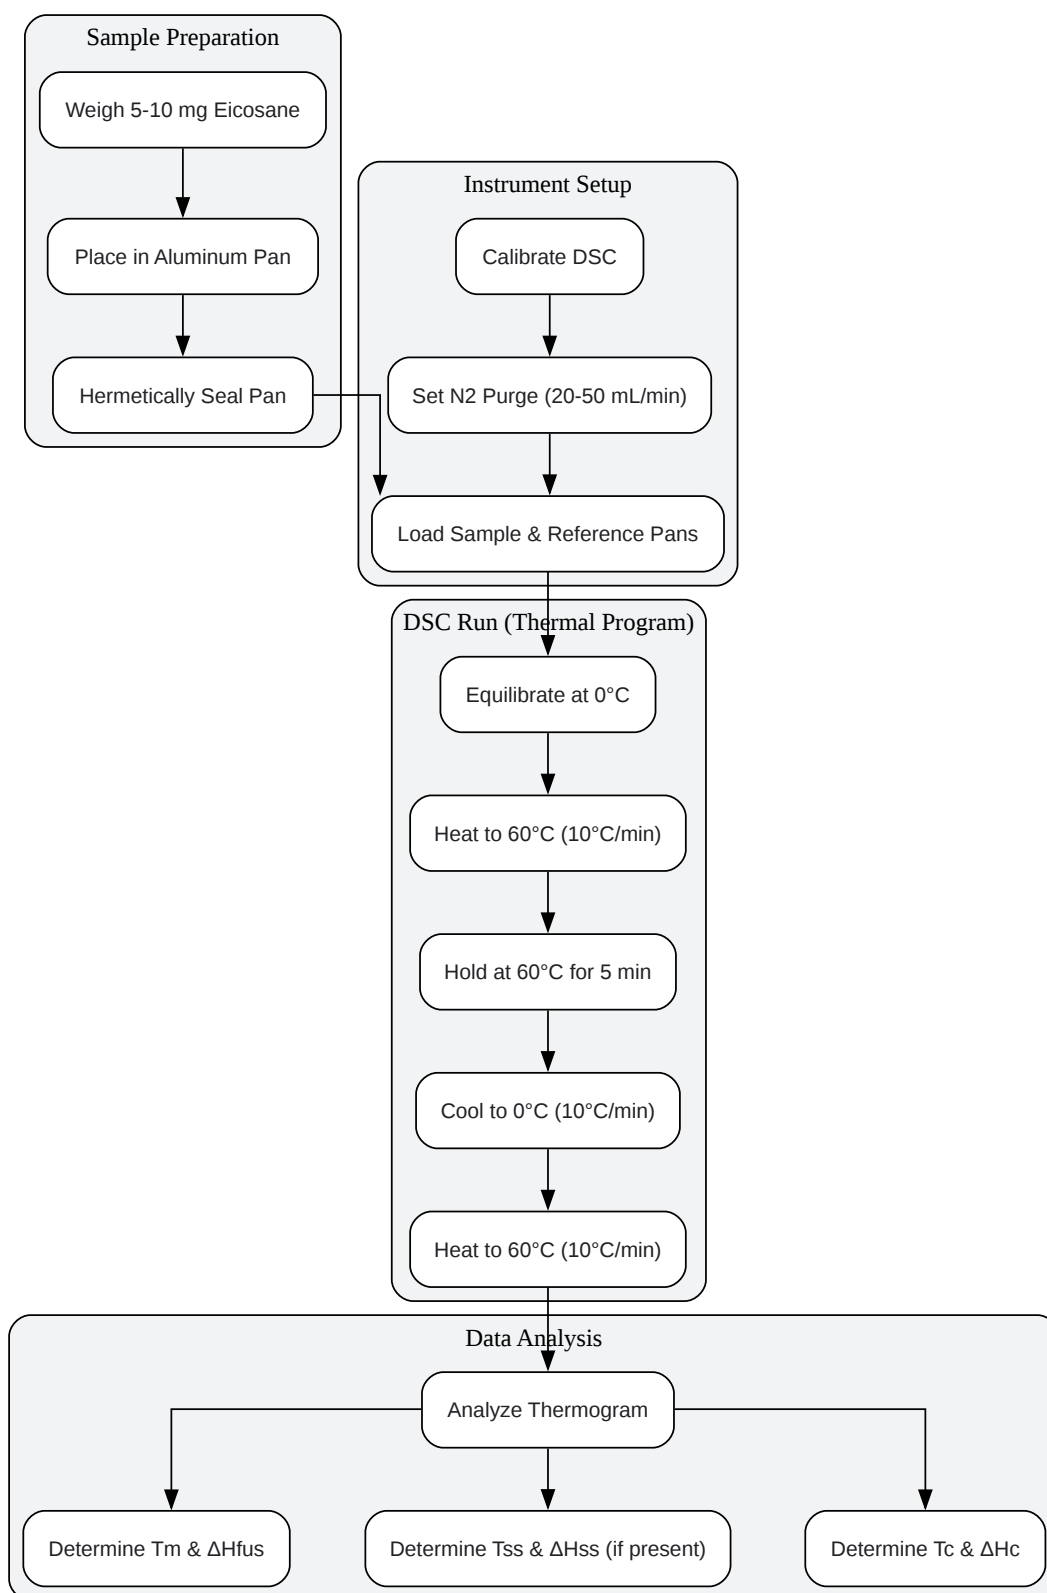 Sample Preparation
Weigh 5-10 mg Eicosane
Place in Aluminum Pan
Hermetically Seal Pan
Instrument Setup
Calibrate DSC
Set N2 Purge (20-50 mL/min)
Load Sample & Reference Pans
DSC Run (Thermal Program)
Equilibrate at 0°C
Heat to 60°C (10°C/min)
Hold at 60°C for 5 min
Cool to 0°C (10°C/min)
Heat to 60°C (10°C/min)
Data Analysis
Analyze Thermogram
Determine Tm & ΔHfus
Determine Tss & ΔHss (if present)
Determine Tc & ΔHc